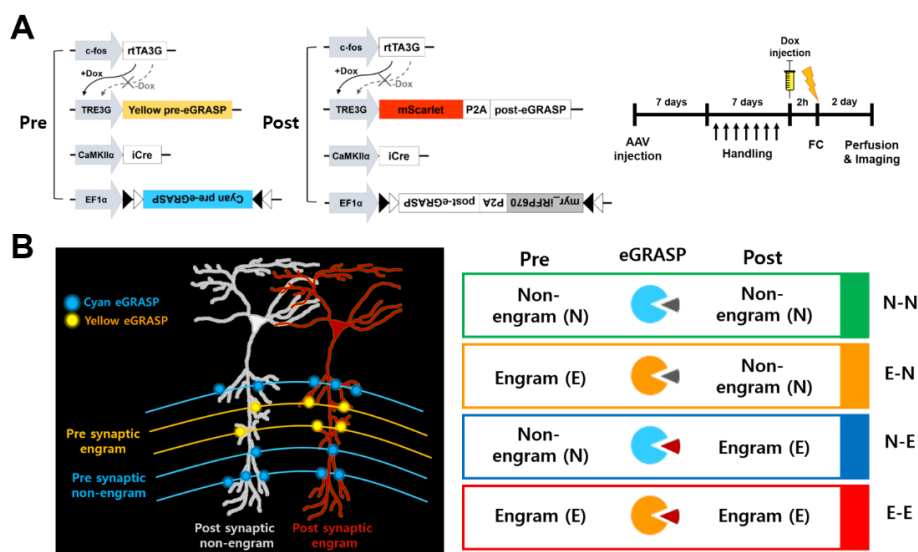 A
Pre
c-fos
rtTA3G
+Dox
-Dox
TRE3G
Yellow pre-eGRASP
CaMKIIα
iCre
EF1α
Cyan pre-eGRASP
Post
c-fos
rtTA3G
+Dox
-Dox
TRE3G
mScarlet
P2A
post-eGRASP
CaMKIIα
iCre
EF1α
post-eGRASP
P2A
myr_iRFP670
Dox
injection
7 days
7 days
2h
2 day
AAV
injection
Handling
FC
Perfusion
& Imaging
B
Cyan eGRASP
Yellow eGRASP
Pre synaptic
engram
Pre synaptic
non-engram
Post synaptic
non-engram
Post synaptic
engram
Pre
eGRASP
Post
Non-
engram (N)
Non-
engram (N)
N-N
Engram (E)
Non-
engram (N)
E-N
Non-
engram (N)
Engram (E)
N-E
Engram (E)
Engram (E)
E-E